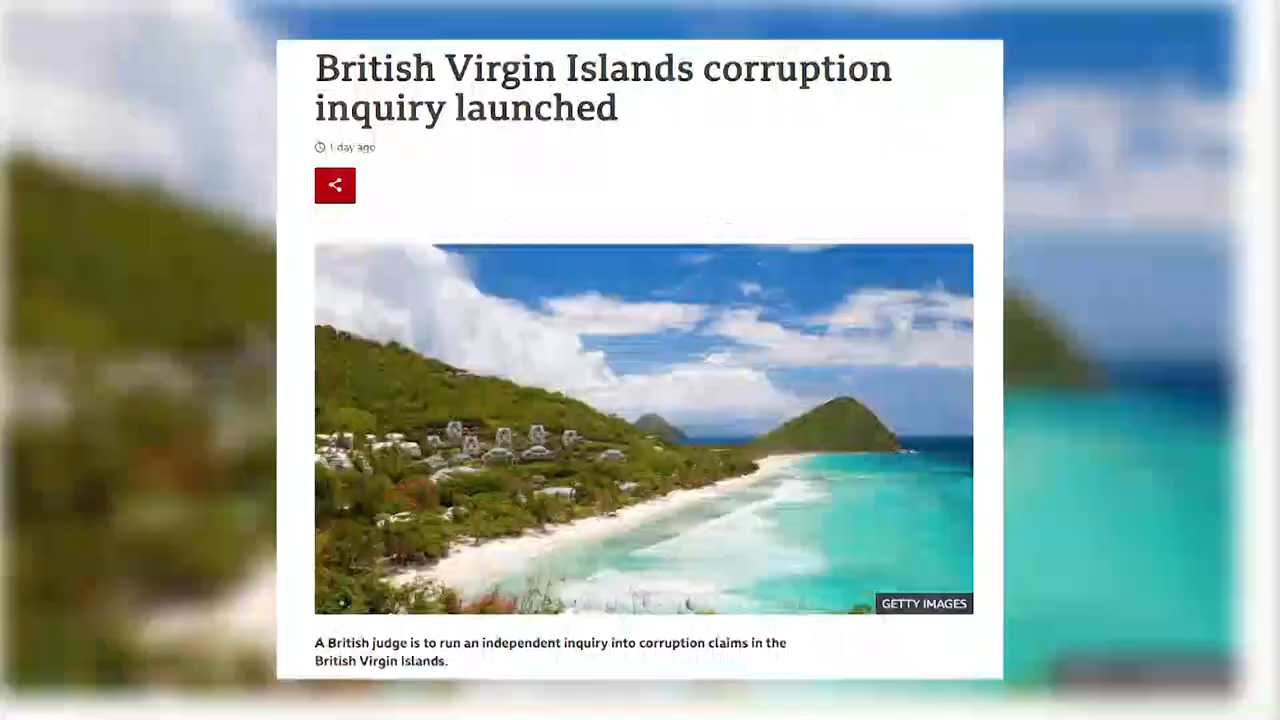 British Virgin Islands corruption
inquiry launched
1 day ago
GETTY IMAGES
A British judge is to run an independent inquiry into corruption claims in the
British Virgin Islands.